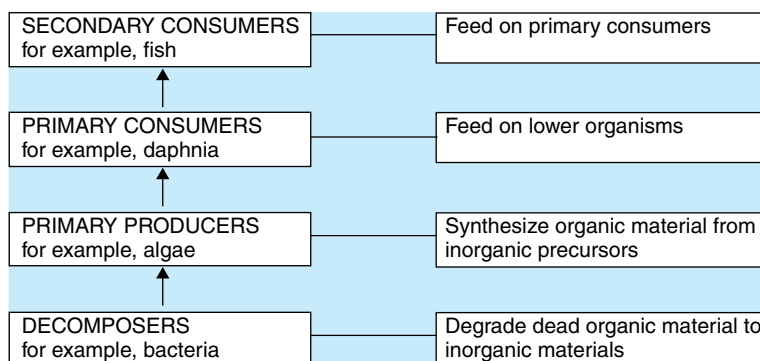 SECONDARY CONSUMERS
for example, fish
Feed on primary consumers
PRIMARY CONSUMERS
for example, daphnia
Feed on lower organisms
PRIMARY PRODUCERS
for example, algae
Synthesize organic material from
inorganic precursors
DECOMPOSERS
for example, bacteria
Degrade dead organic material to
inorganic materials